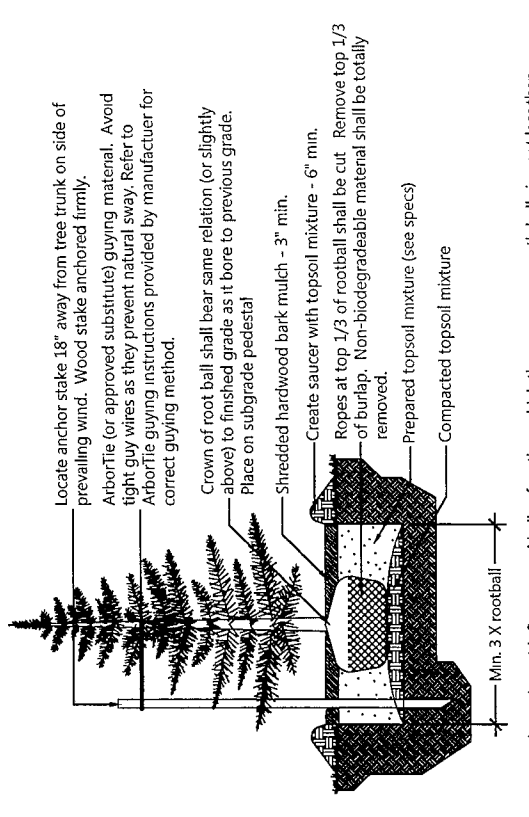 Locate anchor stake 18" away from tree trunk on side of
prevailing wind. Wood stake anchored firmly.
ArborTie (or approved substitute) guying material. Avoid
tight guy wires as they prevent natural sway. Refer to
ArborTie guying instructions provided by manufactuer for
correct guying method.
Crown of root ball shall bear same relation (or slightly
above) to finished grade as it bore to previous grade.
Place on subgrade pedestal
Shredded hardwood bark mulch - 3" min.
Create saucer with topsoil mixture - 6" min.
Ropes at top 1/3 of rootball shall be cut Remove top 1/3
of burlap. Non-biodegradeable material shall be totally
removed.
Prepared topsoil mixture (see specs)
Compacted topsoil mixture
Min. 3 X rootball